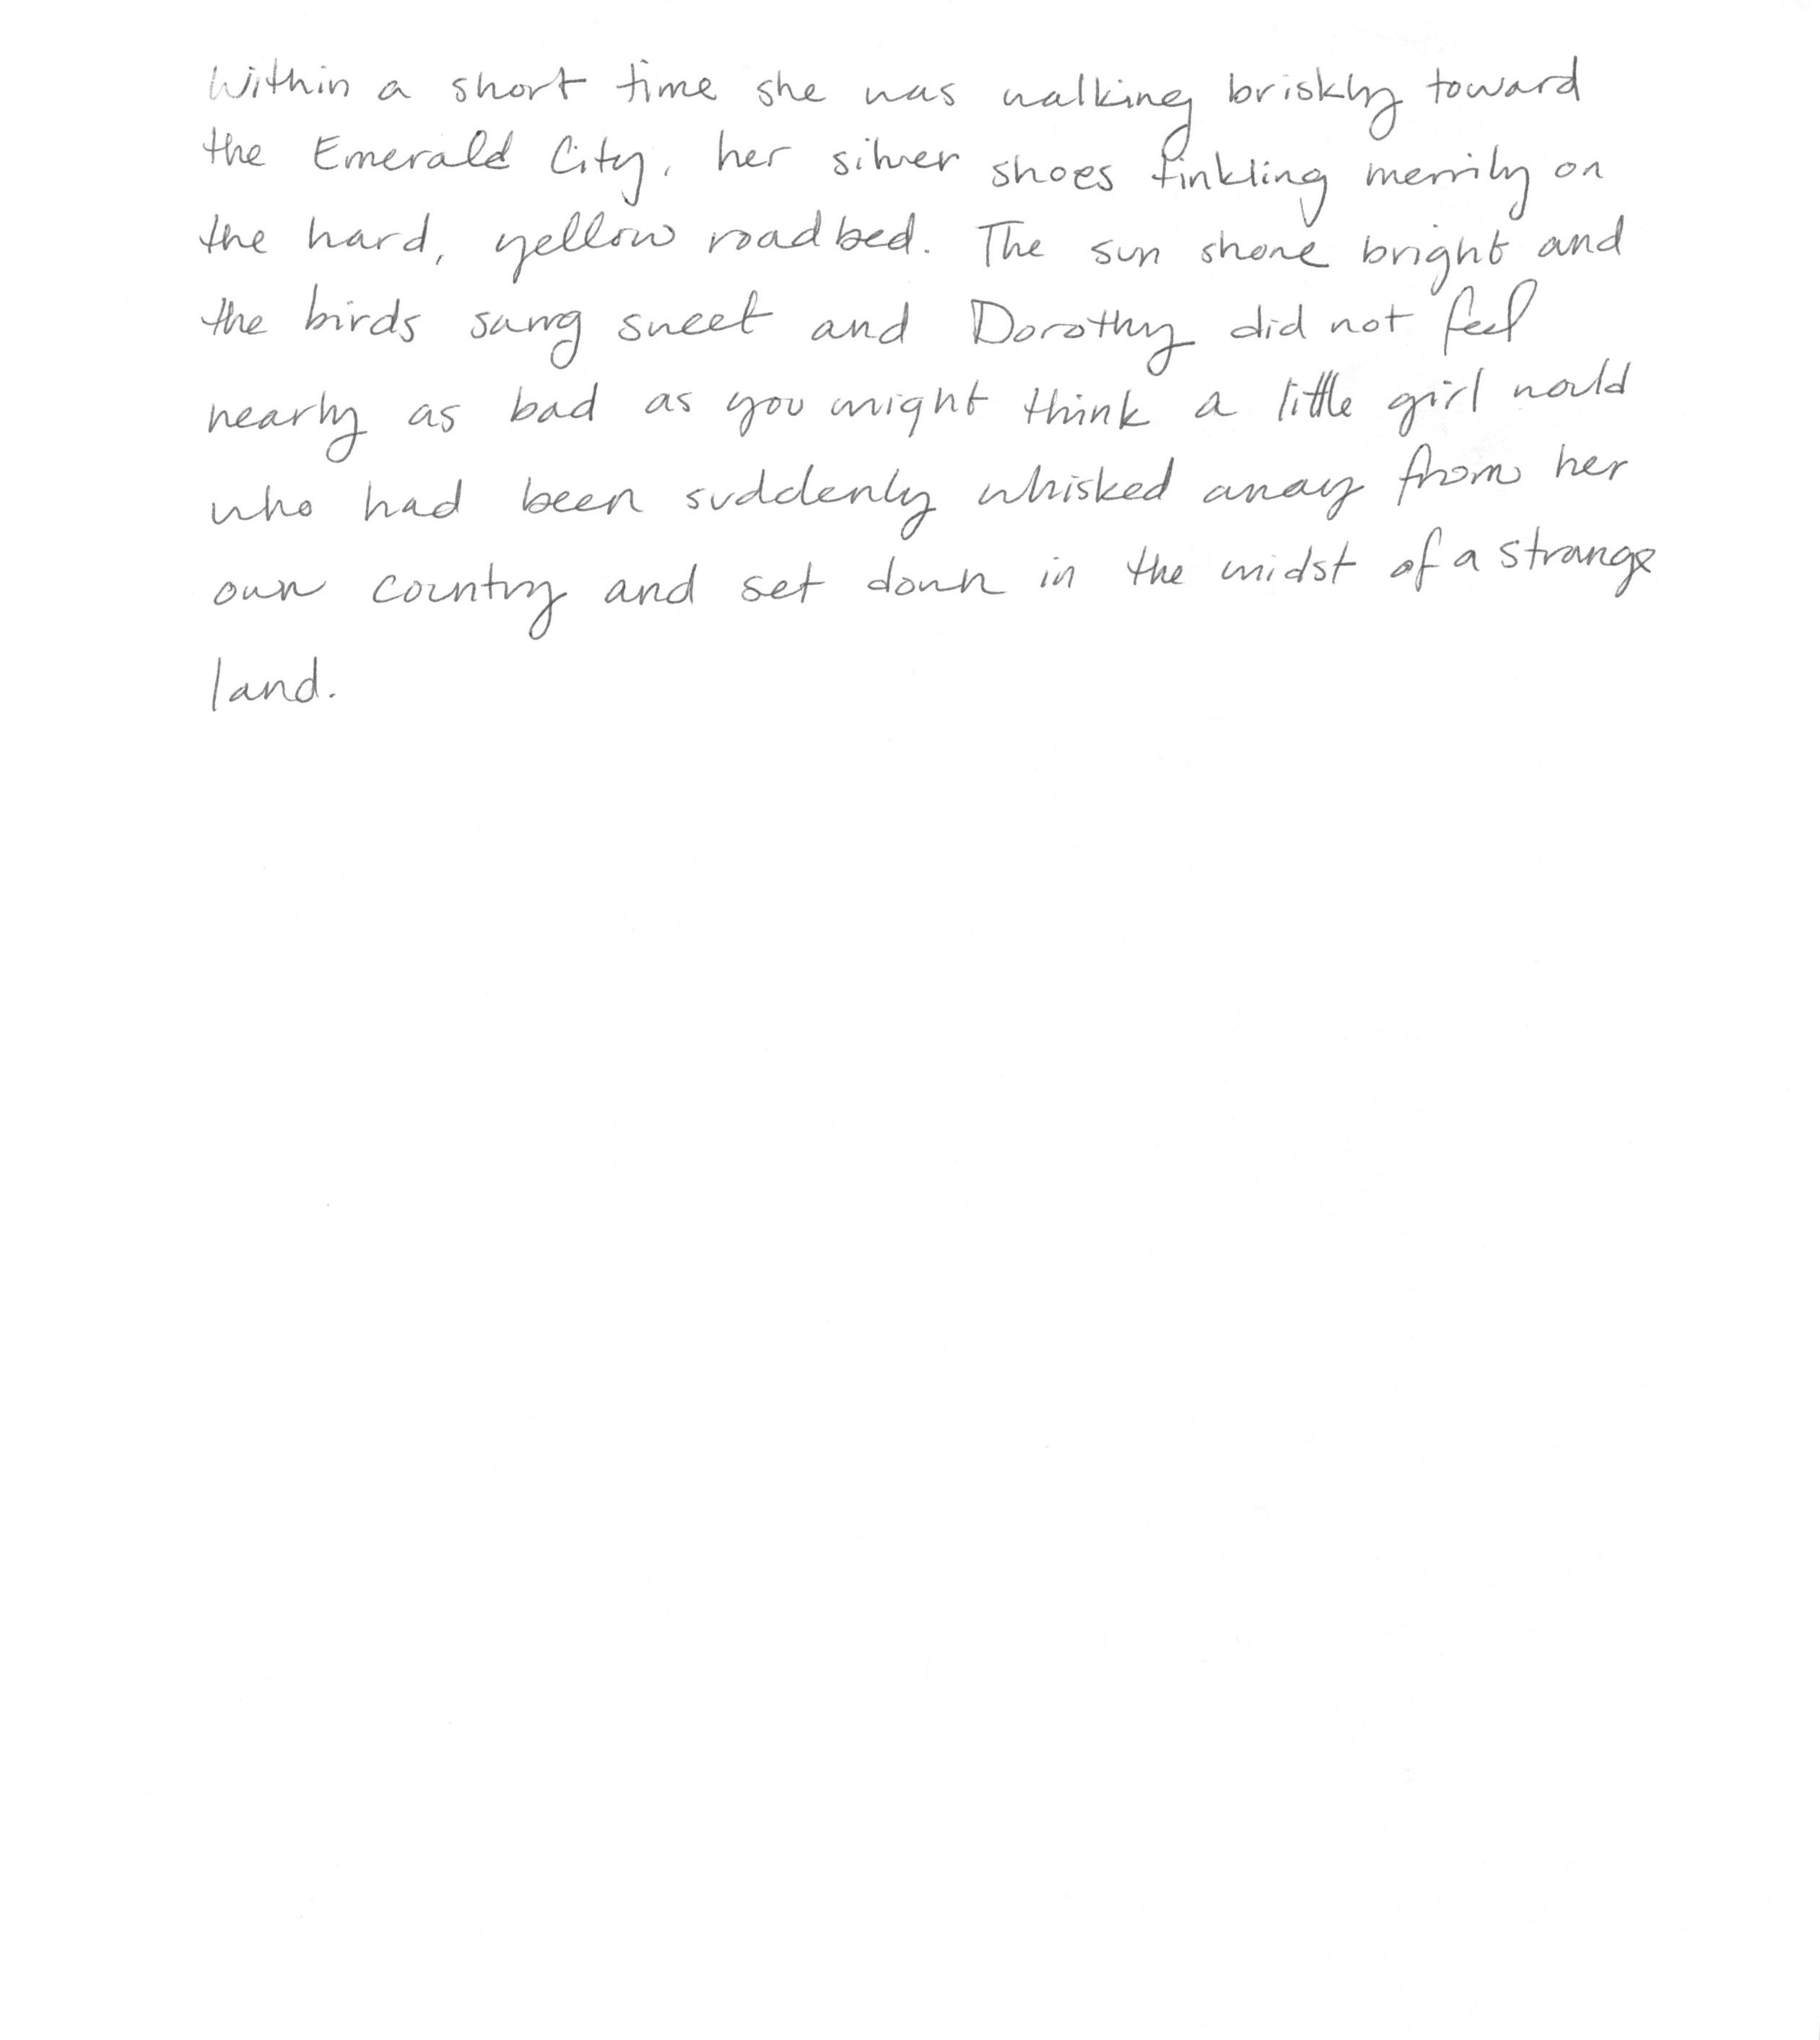 Within a short time she was walking briskly toward
the Emerald City, her silver shoes tinkling merrily on
the hard, yellow roadbed. The sun shone bright and
the birds sang sweet and Dorothy did not feel
nearly as bad as you might think a little girl would
who had been suddenly whisked away from her
own country and set down in the midst of a strange
land.